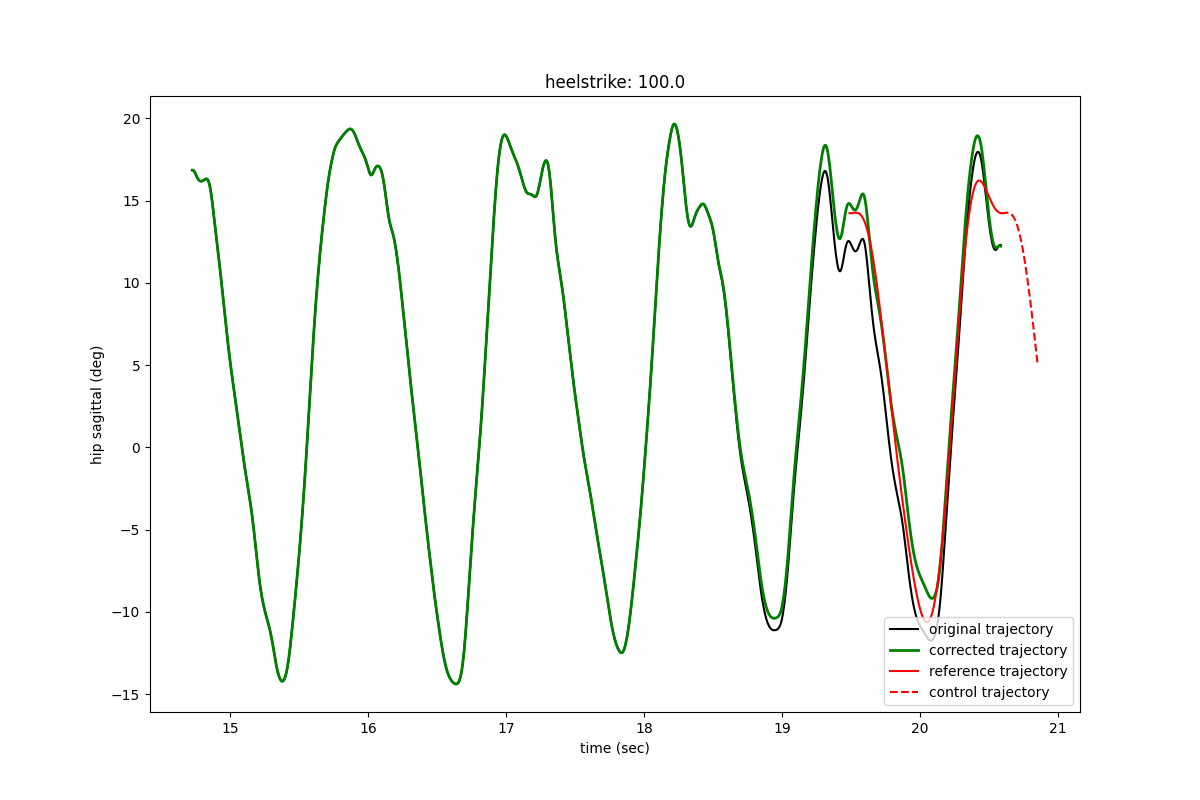 heelstrike: 100.0
hip sagittal (deg)
20
15
10
5
0
−5
−10
−15
original trajectory
corrected trajectory
reference trajectory
control trajectory
15 16 17 18 19 20 21
time (sec)